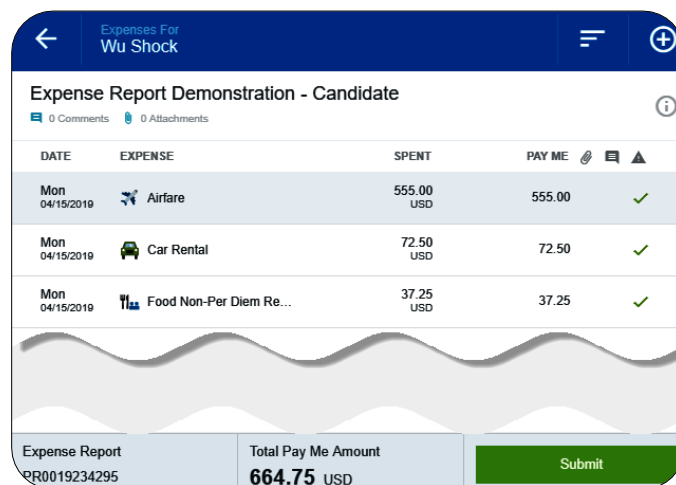 Expenses For
Wu Shock
Expense Report Demonstration - Candidate
0 Comments 0 Attachments
DATE EXPENSE SPENT PAY ME
Mon
04/15/2019 Airfare 555.00 USD 555.00
Mon
04/15/2019 Car Rental 72.50 USD 72.50
Mon
04/15/2019 Food Non-Per Diem Re... 37.25 USD 37.25
Expense Report Total Pay Me Amount
PR0019234295 664.75 USD Submit